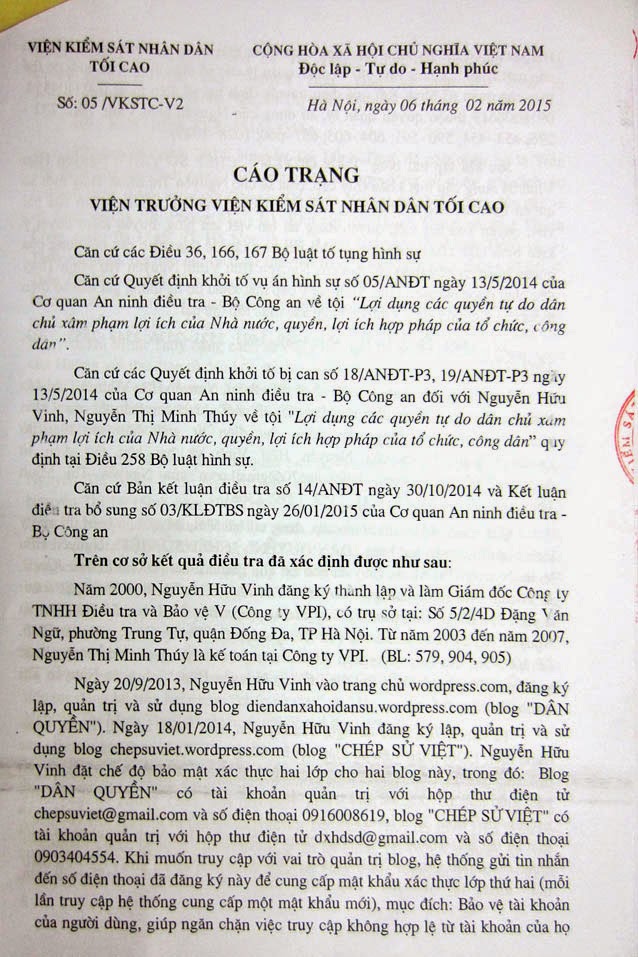 VIỆN KIỂM SÁT NHÂN DÂN
TỐI CAO
Số: 05 /VKSTC-V2
CỘNG HÒA XÃ HỘI CHỦ NGHĨA VIỆT NAM
Độc lập - Tự do - Hạnh phúc
Hà Nội, ngày 06 tháng 02 năm 2015
CÁO TRẠNG
VIỆN TRƯỞNG VIỆN KIỂM SÁT NHÂN DÂN TỐI CAO
Căn cứ các Điều 36, 166, 167 Bộ luật tố tụng hình sự
Căn cứ Quyết định khởi tố vụ án hình sự số 05/ANĐT ngày 13/5/2014 của
Cơ quan An ninh điều tra - Bộ Công an về tội "Lợi dụng các quyền tự do dân
chủ xâm phạm lợi ích của Nhà nước, quyền, lợi ích hợp pháp của tổ chức, công
dân".
Căn cứ các Quyết định khởi tố bị can số 18/ANĐT-P3, 19/ANĐT-P3 ngày
13/5/2014 của Cơ quan An ninh điều tra - Bộ Công an đối với Nguyễn Hữu
Vinh, Nguyễn Thị Minh Thúy về tội "Lợi dụng các quyền tự do dân chủ xâm
phạm lợi ích của Nhà nước, quyền, lợi ích hợp pháp của tổ chức, công dân" quy
định tại Điều 258 Bộ luật hình sự.
Căn cứ Bản kết luận điều tra số 14/ANĐT ngày 30/10/2014 và Kết luận
điều tra bổ sung số 03/KLĐTBS ngày 26/01/2015 của Cơ quan An ninh điều tra -
Bộ Công an
Trên cơ sở kết quả điều tra đã xác định được như sau:
Năm 2000, Nguyễn Hữu Vinh đăng ký thành lập và làm Giám đốc Công ty
TNHH Điều tra và Bảo vệ V (Công ty VPI), có trụ sở tại: Số 5/2/4D Đặng Văn
Ngữ, phường Trung Tự, quận Đống Đa, TP Hà Nội. Từ năm 2003 đến năm 2007,
Nguyễn Thị Minh Thúy là kế toán tại Công ty VPI. (BL: 579, 904, 905)
Ngày 20/9/2013, Nguyễn Hữu Vinh vào trang chủ wordpress.com, đăng ký
lập, quản trị và sử dụng blog diendanxahoidansu.wordpress.com (blog "DÂN
QUYỀN"). Ngày 18/01/2014, Nguyễn Hữu Vinh đăng ký lập, quản trị và sử
dụng blog chepsuviet.wordpress.com (blog "CHÉP SỬ VIỆT"). Nguyễn Hữu
Vinh đặt chế độ bảo mật xác thực hai lớp cho hai blog này, trong đó: Blog
"DÂN QUYỀN" có tài khoản quản trị với hộp thư điện tử
chepsuviet@gmail.com và số điện thoại 0916008619, blog "CHÉP SỬ VIỆT" có
tài khoản quản trị với hộp thư điện tử dxhdsd@gmail.com và số điện thoại
0903404554. Khi muốn truy cập với vai trò quản trị blog, hệ thống gửi tin nhắn
đến số điện thoại đã đăng ký này để cung cấp mật khẩu xác thực lớp thứ hai (mỗi
lần truy cập hệ thống cung cấp một mật khẩu mới), mục đích: Bảo vệ tài khoản
của người dùng, giúp ngăn chặn việc truy cập không hợp lệ từ tài khoản của họ